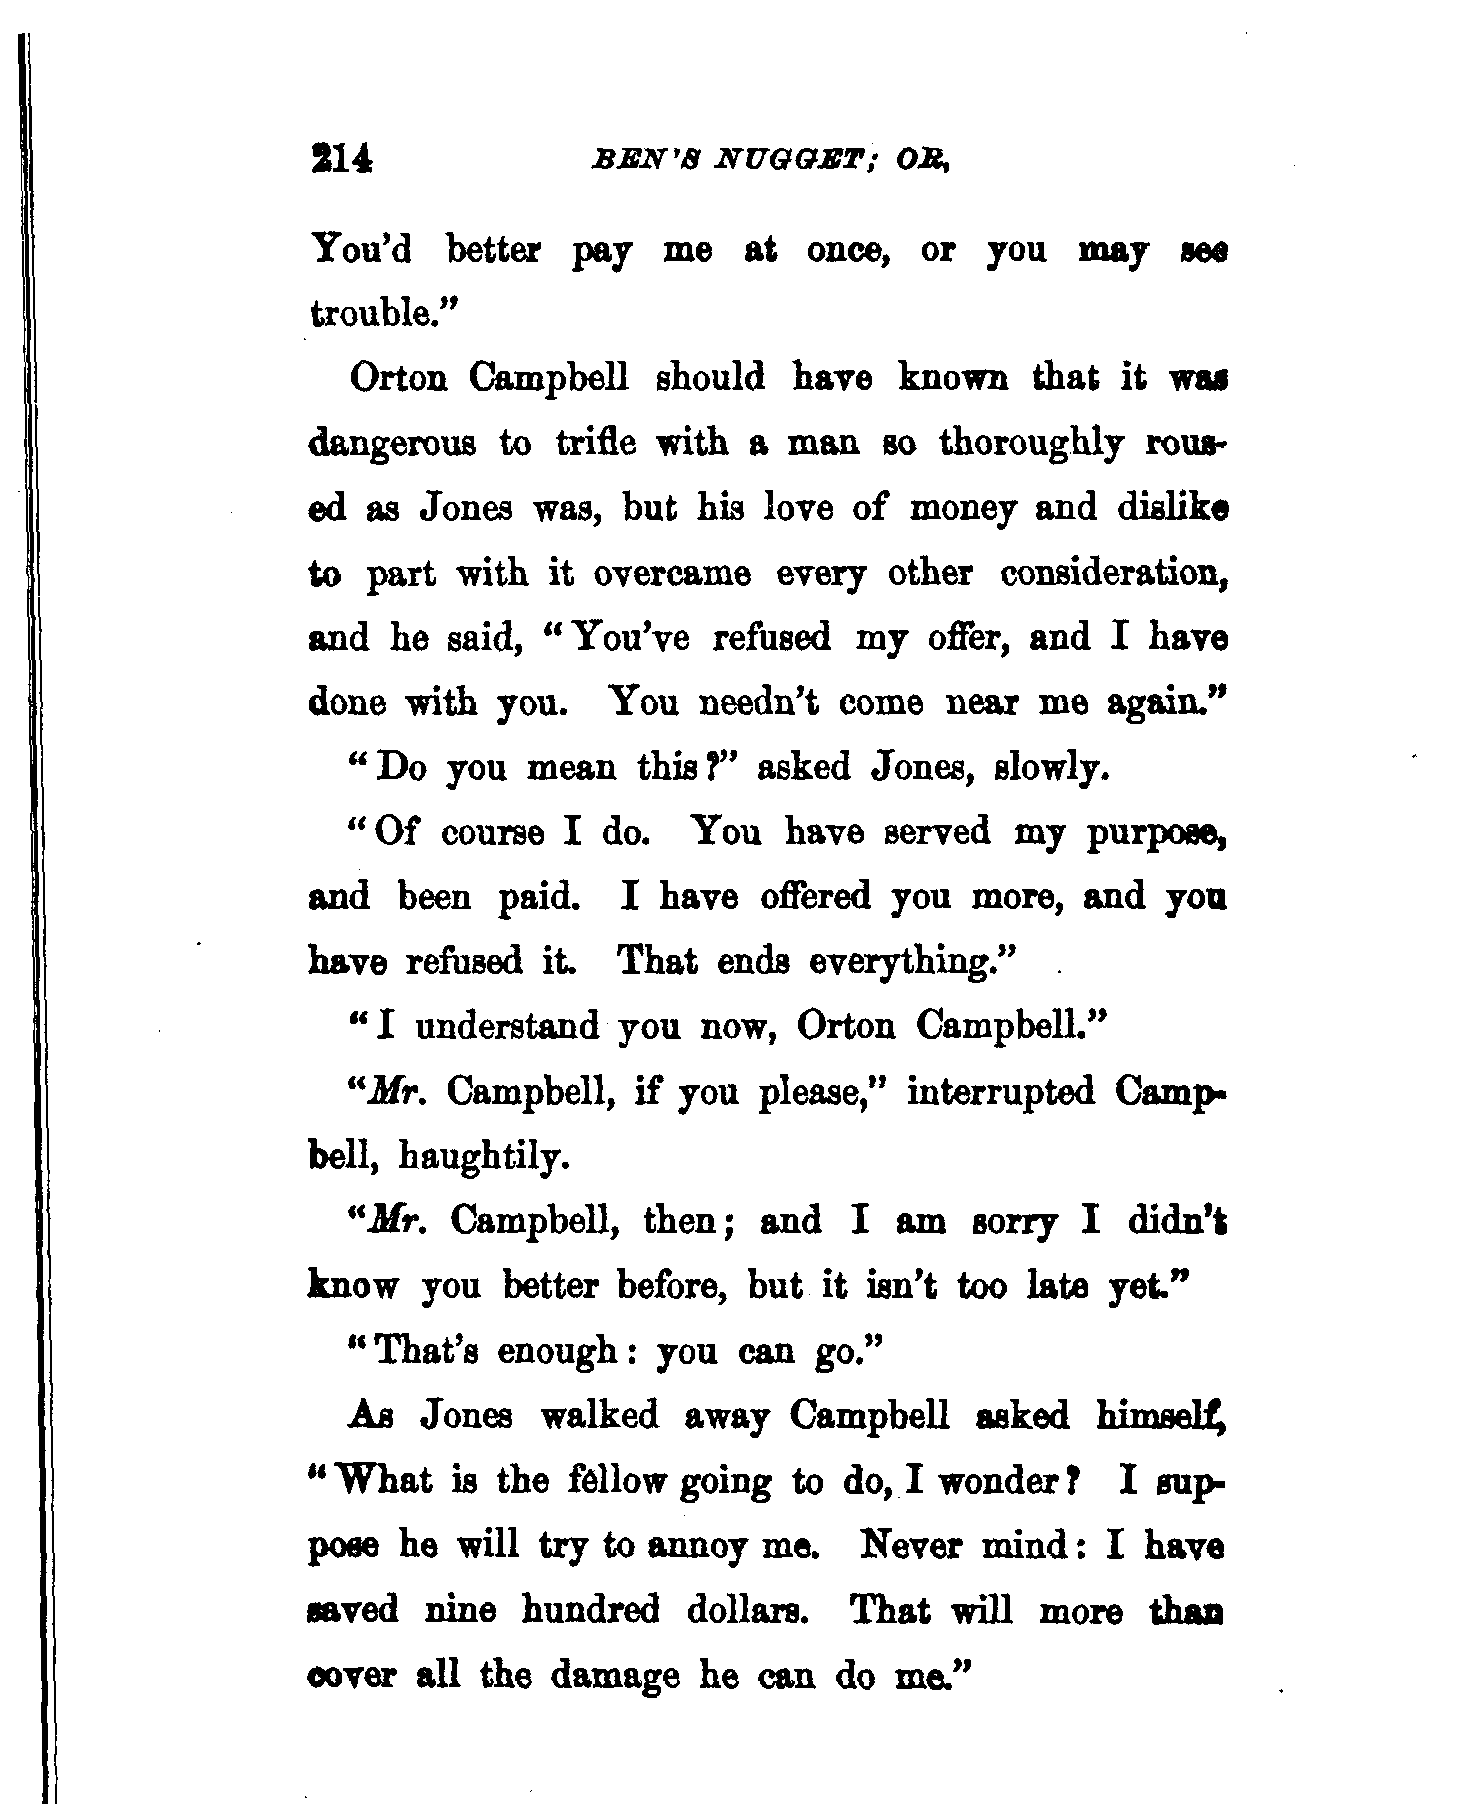 214 BEN'S NUGGET; OR,
You'd better pay me at once, or you may see
trouble."
Orton Campbell should have known that it was
dangerous to trifle with a man so thoroughly rous-
ed as Jones was, but his love of money and dislike
to part with it overcame every other consideration,
and he said, "You've refused my offer, and I have
done with you. You needn't come near me again."
"Do you mean this?" asked Jones, slowly.
"Of course I do. You have served my purpose,
and been paid. I have offered you more, and you
have refused it. That ends everything."
"I understand you now, Orton Campbell."
"Mr. Campbell, if you please," interrupted Camp-
bell, haughtily.
"Mr. Campbell, then; and I am sorry I didn't
know you better before, but it isn't too late yet."
"That's enough: you can go."
As Jones walked away Campbell asked himself,
"What is the fellow going to do, I wonder? I sup-
pose he will try to annoy me. Never mind: I have
saved nine hundred dollars. That will more than
cover all the damage he can do me."